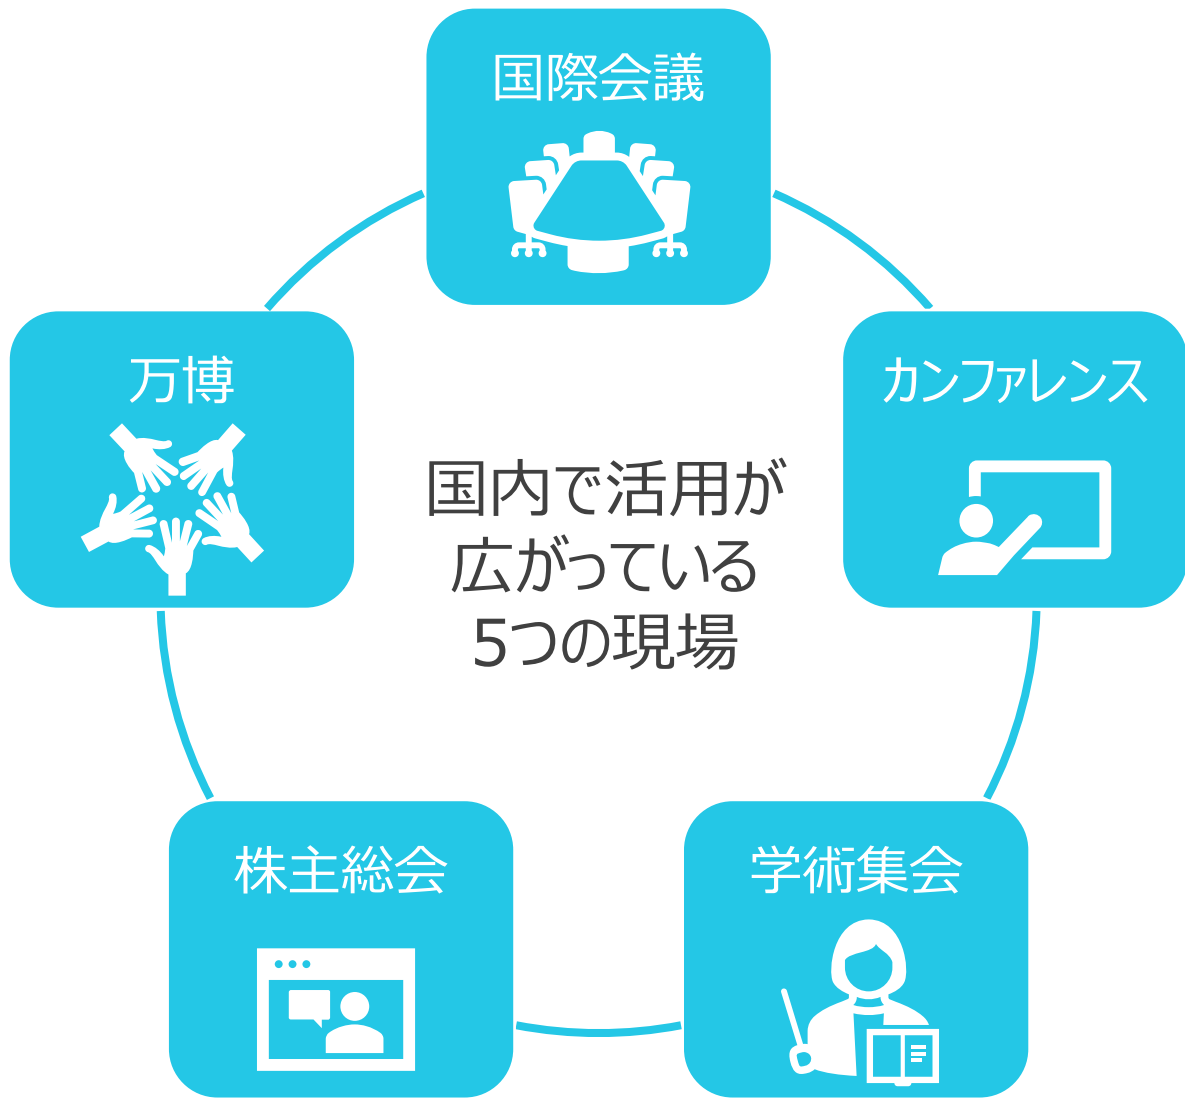 国際会議
万博
カンファレンス
国内で活用が
広がっている
5つの現場
株主総会
学術集会